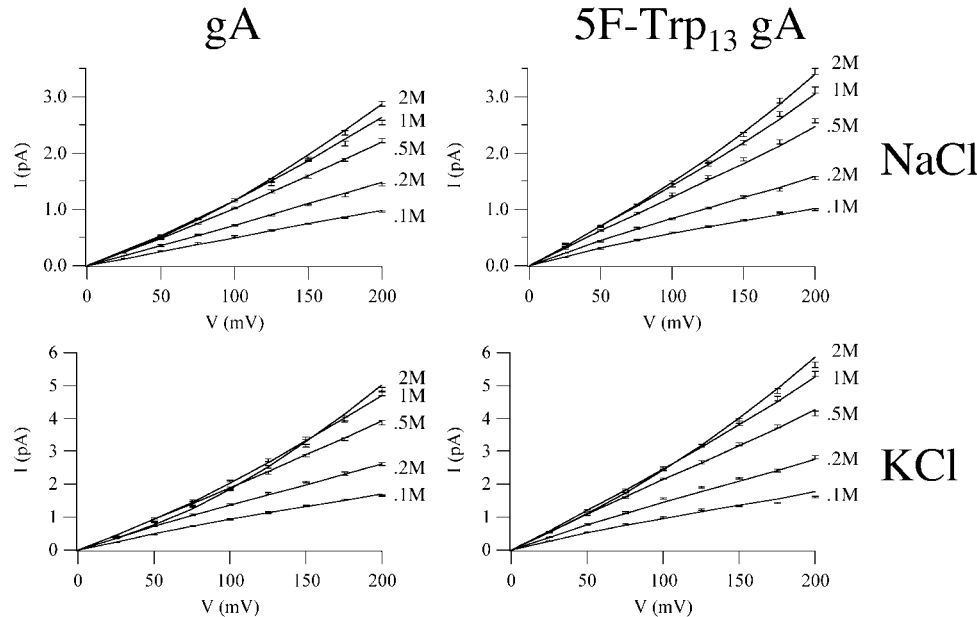 gA
5F-Trp13 gA
I (pA)
3.0
2.0
1.0
0.0
2M
1M
.5M
.2M
.1M
0 50 100 150 200
V (mV)
I (pA)
3.0
2.0
1.0
0.0
2M
1M
.5M
.2M
.1M
0 50 100 150 200
V (mV)
NaCl
I (pA)
6
5
4
3
2
1
0
2M
1M
.5M
.2M
.1M
0 50 100 150 200
V (mV)
I (pA)
6
5
4
3
2
1
0
2M
1M
.5M
.2M
.1M
0 50 100 150 200
V (mV)
KCl